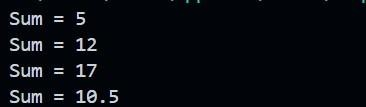 Sum = 5
Sum = 12
Sum = 17
Sum = 10.5